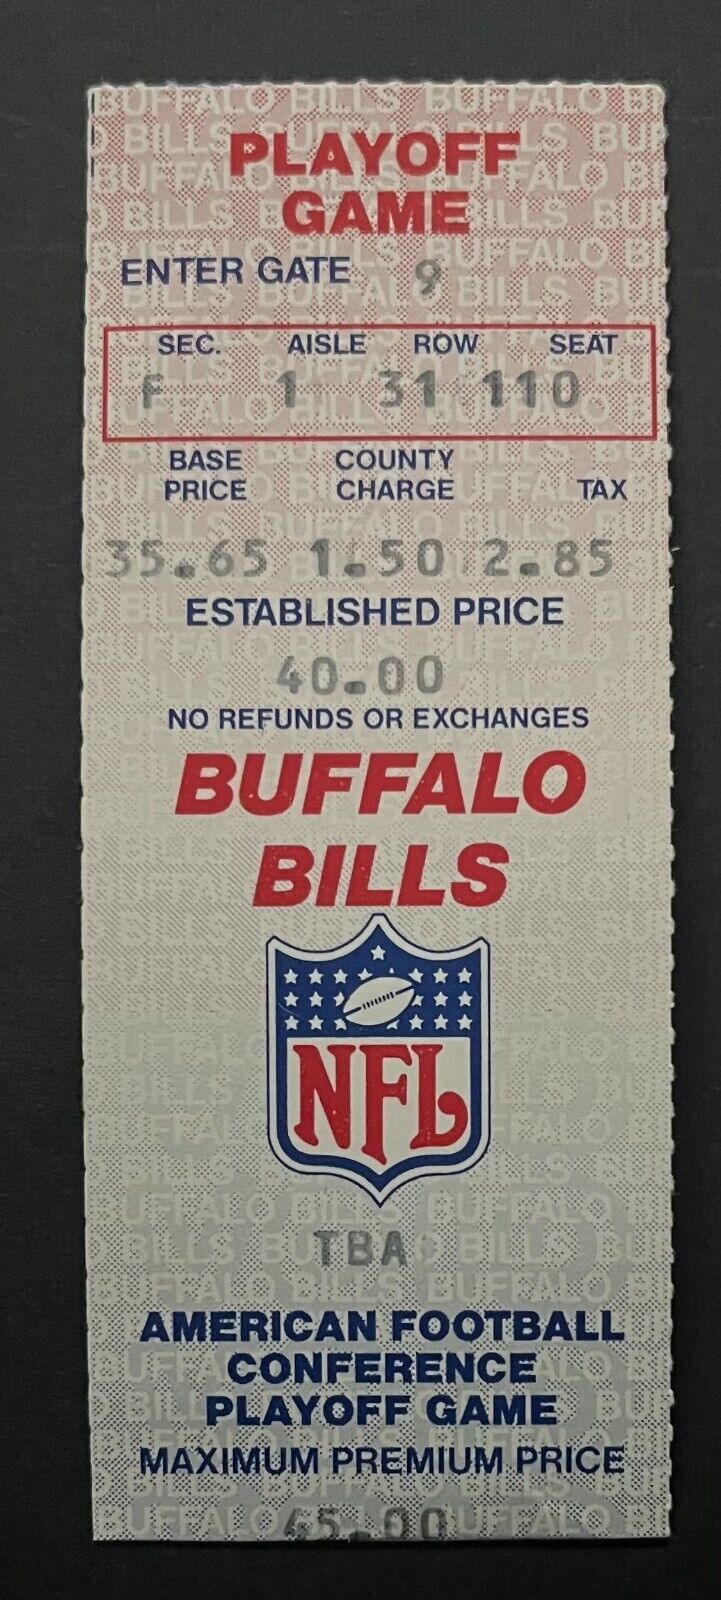 PLAYOFF
GAME
ENTER GATE 9
SEC. AISLE ROW SEAT
F 1 31 110
BASE COUNTY
PRICE CHARGE TAX
35.65 1.50 2.85
ESTABLISHED PRICE
40.00
NO REFUNDS OR EXCHANGES
BUFFALO
BILLS
NFL
TBA
AMERICAN FOOTBALL
CONFERENCE
PLAYOFF GAME
MAXIMUM PREMIUM PRICE
45.00